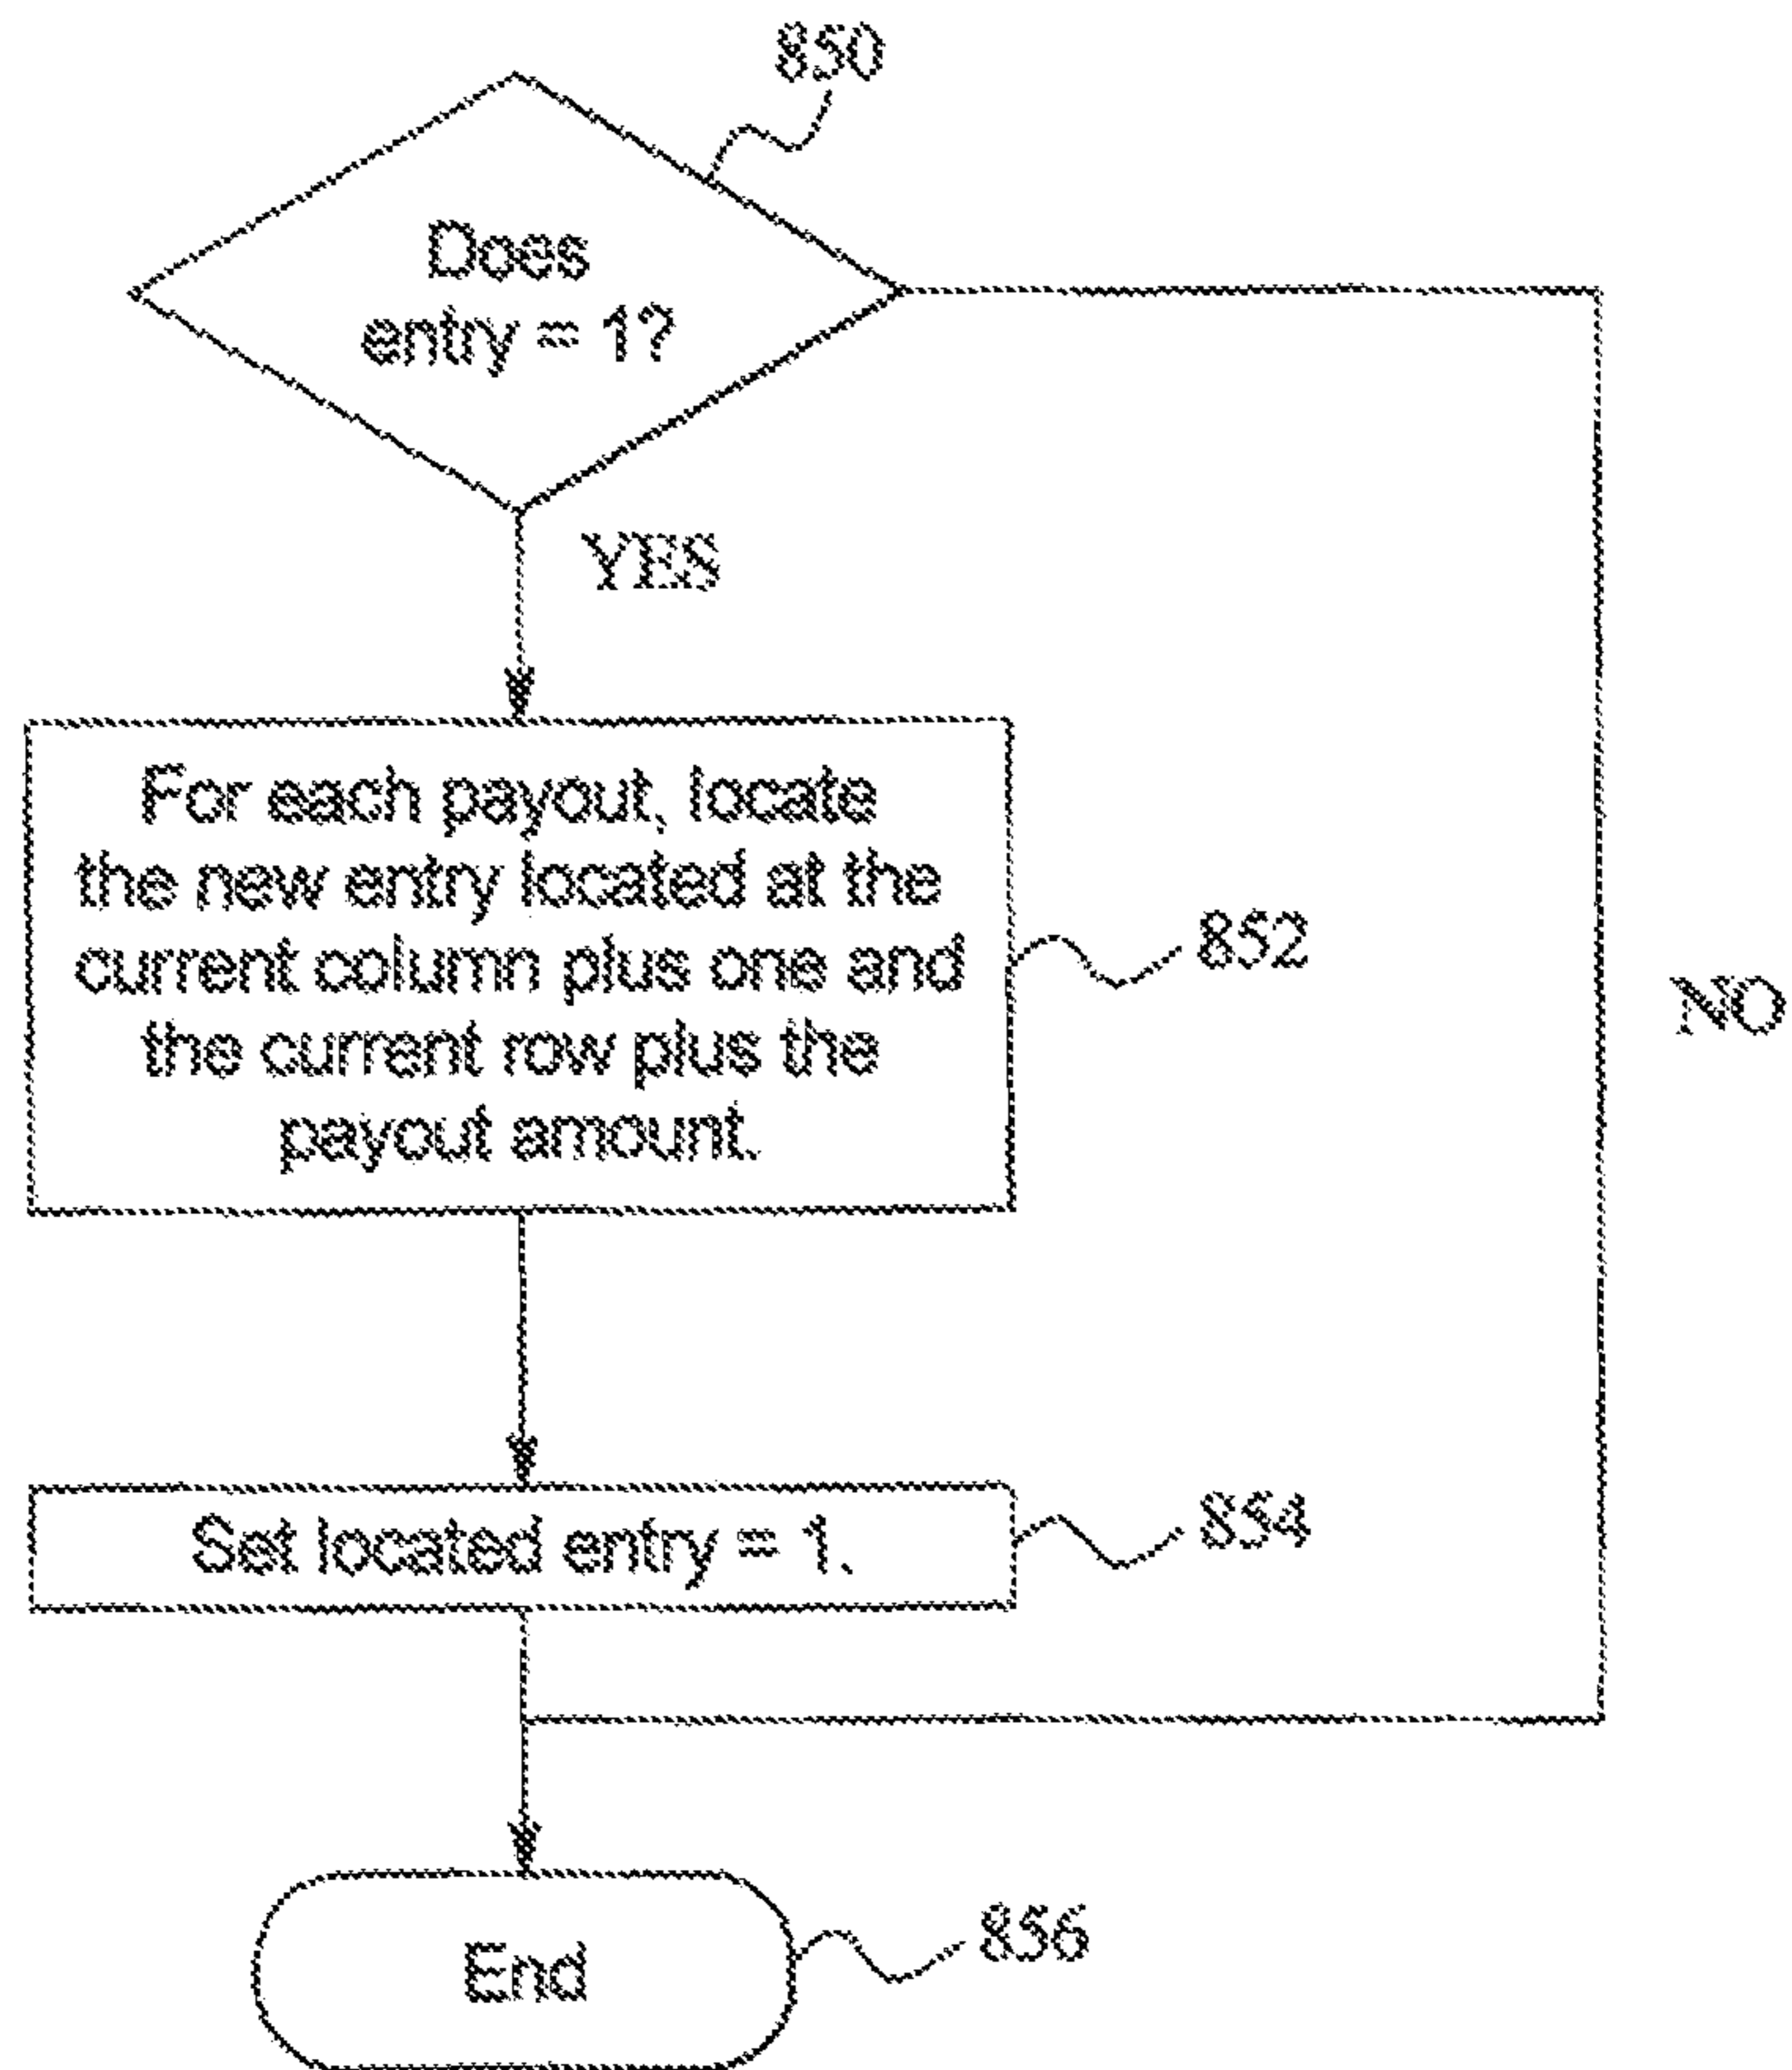 850
Does
entry = 1?
YES
For each payout, locate
the new entry located at the
current column plus one and
the current row plus the
payout amount.
852
NO
Set located entry = 1.
854
End
856